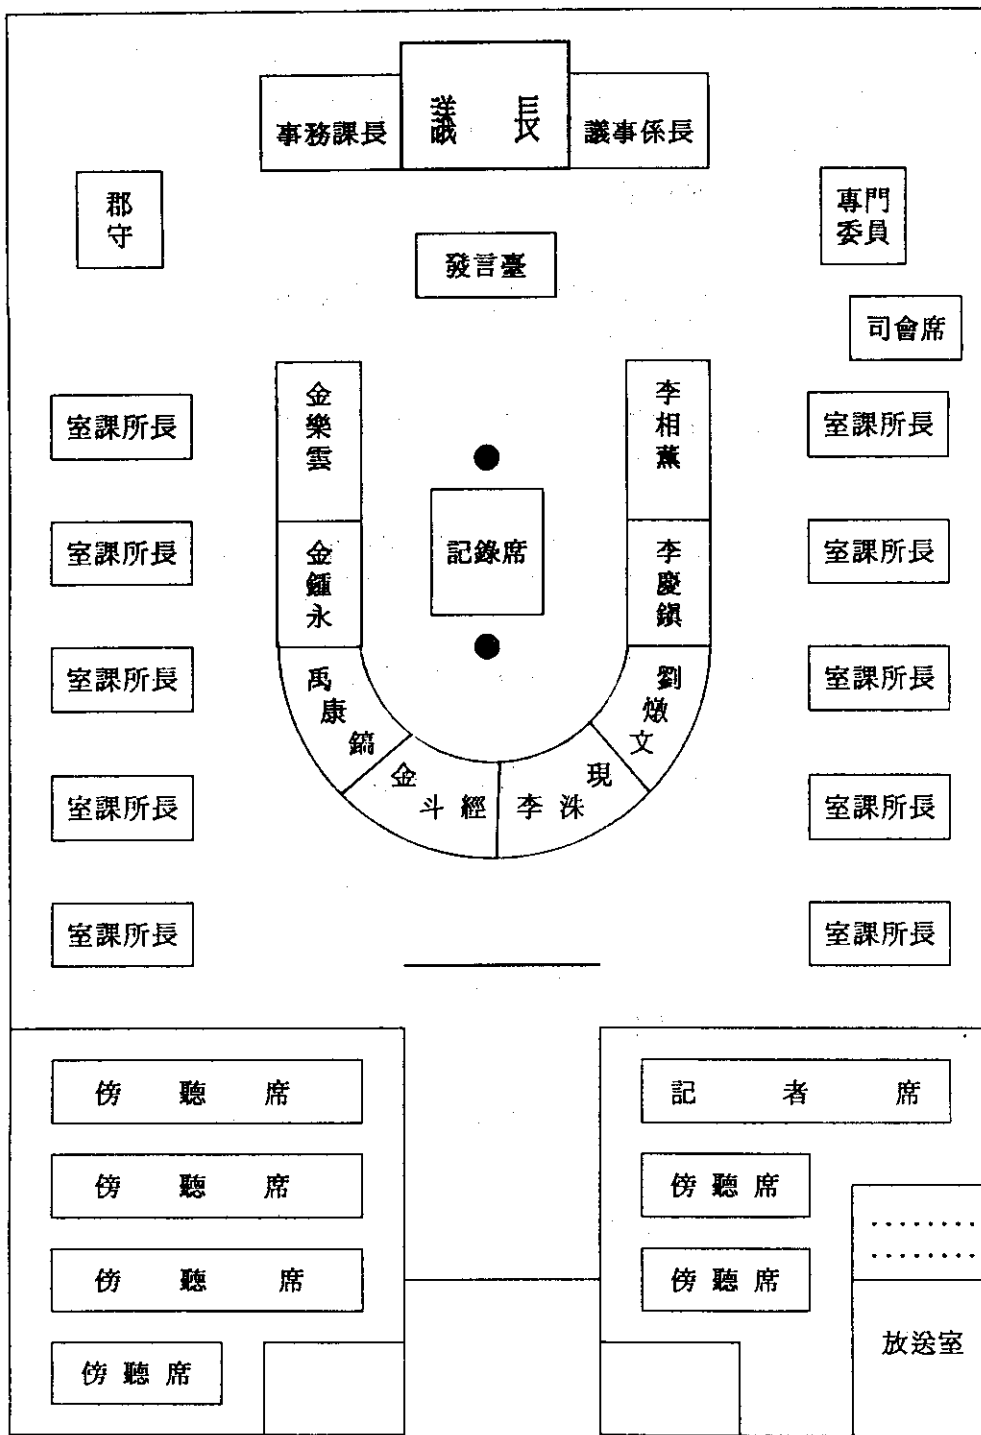 事務課長
議長
議事係長
郡守
專門
委員
發言臺
司會席
金樂雲
李相薰
室課所長
室課所長
記錄席
金鍾永
李慶鎭
室課所長
室課所長
禹康鎬
劉燉文
室課所長
室課所長
金斗經
李洙現
室課所長
室課所長
室課所長
室課所長
傍聽席
記者席
傍聽席
傍聽席
傍聽席
傍聽席
傍聽席
放送室